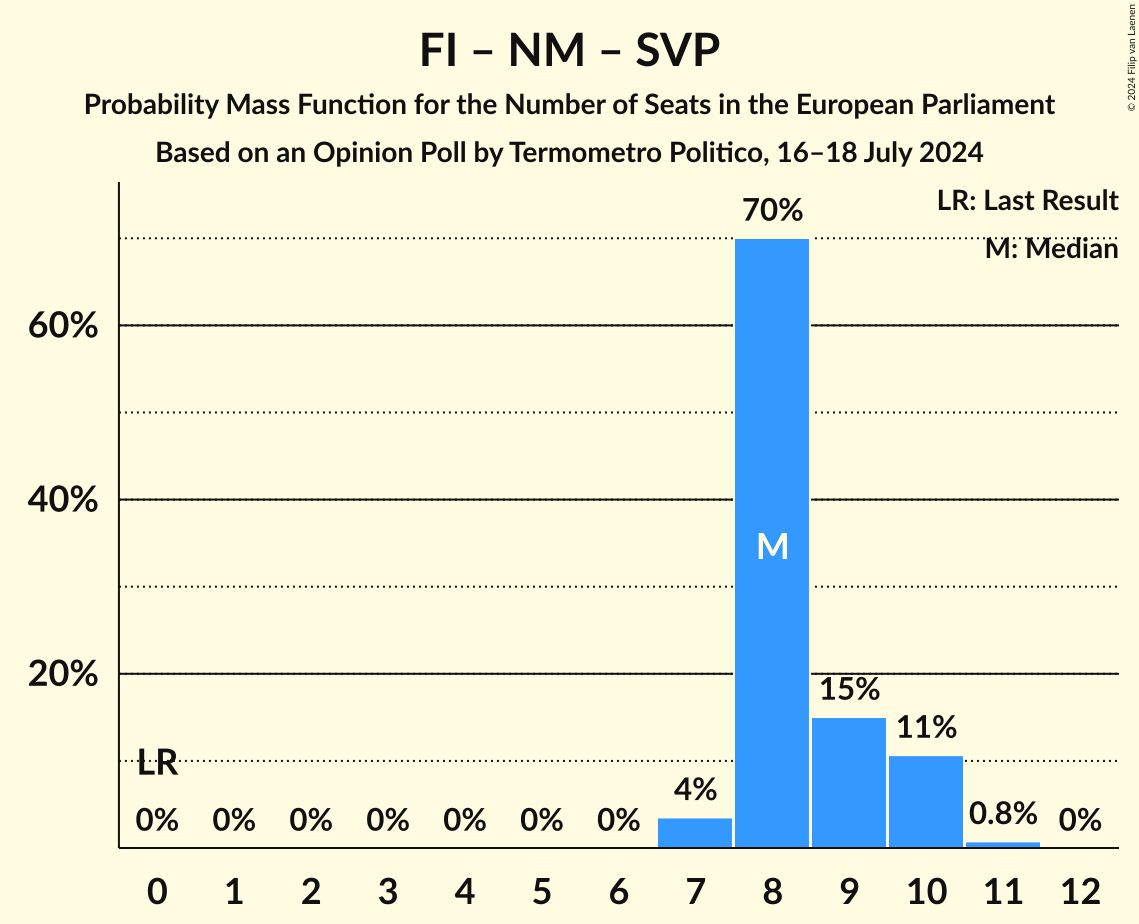 FI – NM – SVP
Probability Mass Function for the Number of Seats in the European Parliament
Based on an Opinion Poll by Termometro Politico, 16–18 July 2024
© 2024 Filip van Laenen
LR: Last Result
M: Median
70%
60%
40%
M
20%
15%
11%
LR
4%
0% 0% 0% 0% 0% 0% 0% 0.8% 0%
0 1 2 3 4 5 6 7 8 9 10 11 12